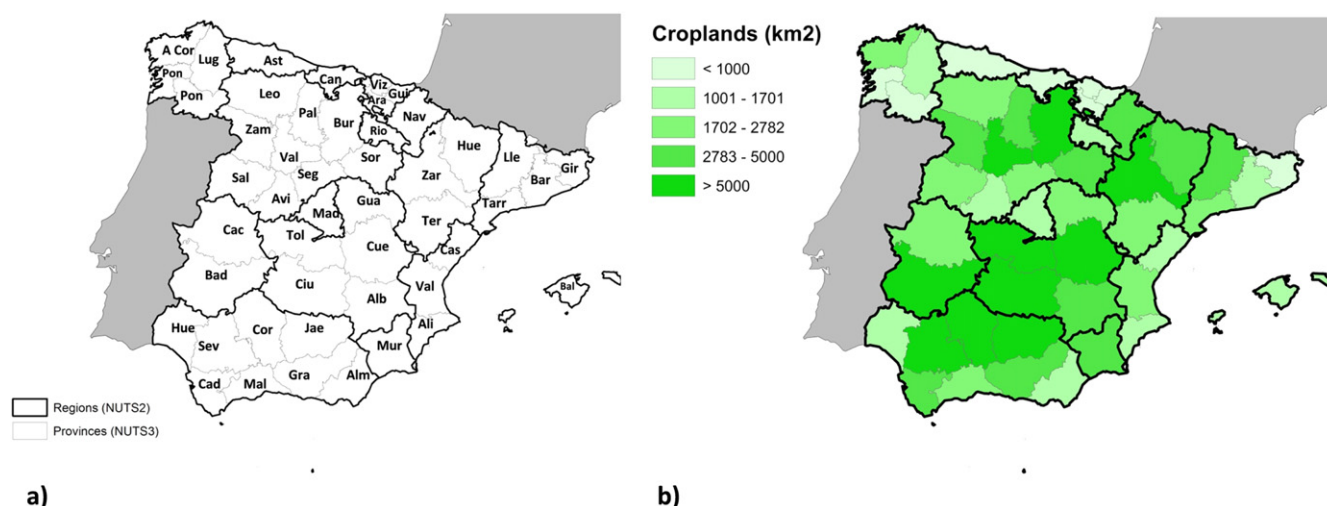 A Cor
Lug
Ast
Can
Viz
Gui
Pon
Ara
Pon
Leo
Pal
Bur
Rio
Nav
Zam
Hue
Lle
Gir
Val
Sor
Sal
Seg
Zar
Bar
Avi
Gua
Tarr
Mad
Ter
Cac
Tol
Cue
Cas
Bad
Ciu
Val
Bal
Alb
Hue
Cor
Jae
Ali
Sev
Mur
Cad
Mal
Gra
Alm
Regions (NUTS2)
Provinces (NUTS3)
a)
Croplands (km2)
< 1000
1001 - 1701
1702 - 2782
2783 - 5000
> 5000
b)